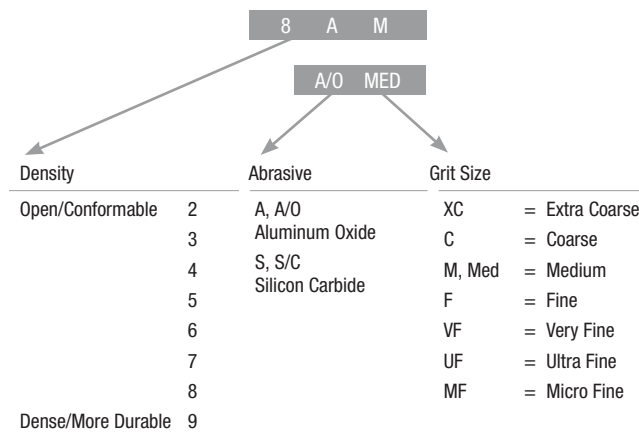 8 A M
A/O MED
Density Abrasive Grit Size
Open/Conformable 2 A, A/O XC = Extra Coarse
Aluminum Oxide
3 C = Coarse
S, S/C
4 M, Med = Medium
Silicon Carbide
5 F = Fine
6 VF = Very Fine
7 UF = Ultra Fine
8 MF = Micro Fine
Dense/More Durable 9